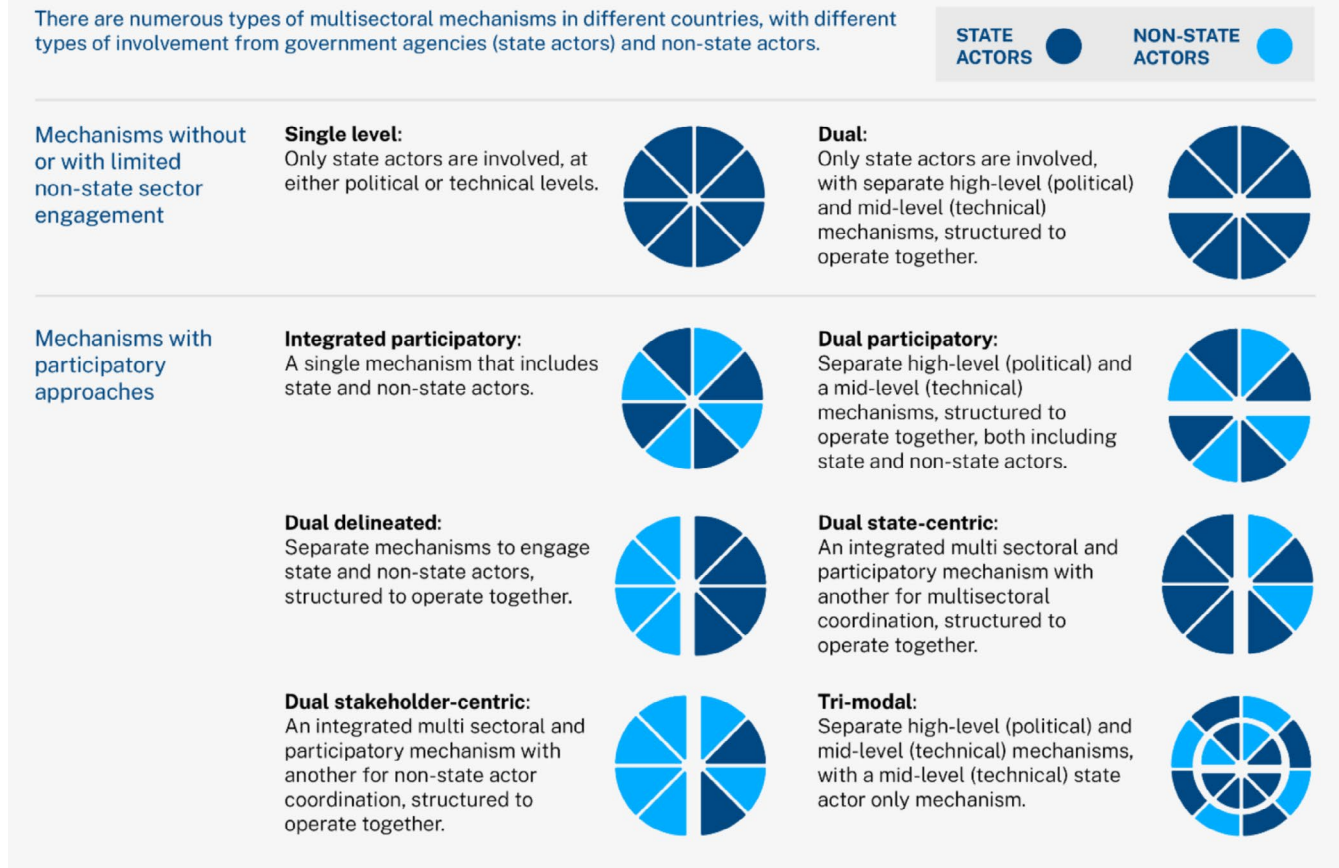 There are numerous types of multisectoral mechanisms in different countries, with different
types of involvement from government agencies (state actors) and non-state actors.
STATE
ACTORS
NON-STATE
ACTORS
Mechanisms without
or with limited
non-state sector
engagement
Single level:
Only state actors are involved, at
either political or technical levels.
Dual:
Only state actors are involved,
with separate high-level (political)
and mid-level (technical)
mechanisms, structured to
operate together.
Mechanisms with
participatory
approaches
Integrated participatory:
A single mechanism that includes
state and non-state actors.
Dual participatory:
Separate high-level (political) and
a mid-level (technical)
mechanisms, structured to
operate together, both including
state and non-state actors.
Dual delineated:
Separate mechanisms to engage
state and non-state actors,
structured to operate together.
Dual state-centric:
An integrated multi sectoral and
participatory mechanism with
another for multisectoral
coordination, structured to
operate together.
Dual stakeholder-centric:
An integrated multi sectoral and
participatory mechanism with
another for non-state actor
coordination, structured to
operate together.
Tri-modal:
Separate high-level (political) and
mid-level (technical) mechanisms,
with a mid-level (technical) state
actor only mechanism.